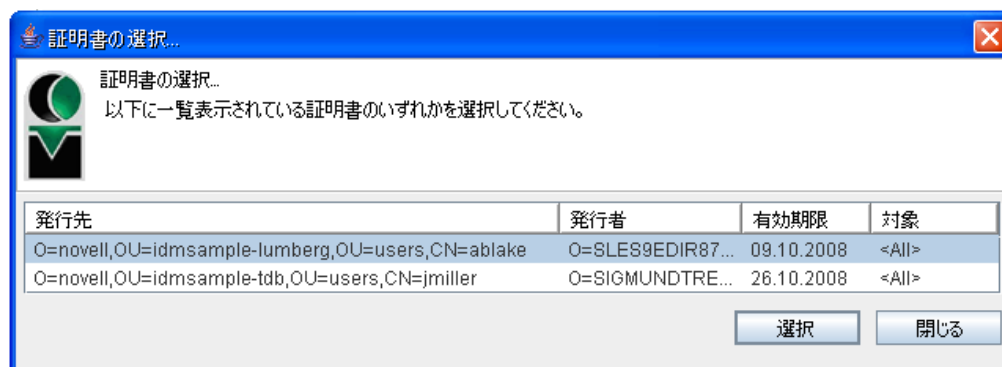 証明書の選択...
証明書の選択...
以下に一覧表示されている証明書のいずれかを選択してください。
発行先 発行者 有効期限 対象
O=novell,OU=idmsample-lumberg,OU=users,CN=ablake O=SLES9EDIR87... 09.10.2008 <All>
O=novell,OU=idmsample-tdb,OU=users,CN=jmiller O=SIGMUNDTRE... 26.10.2008 <All>
選択 閉じる